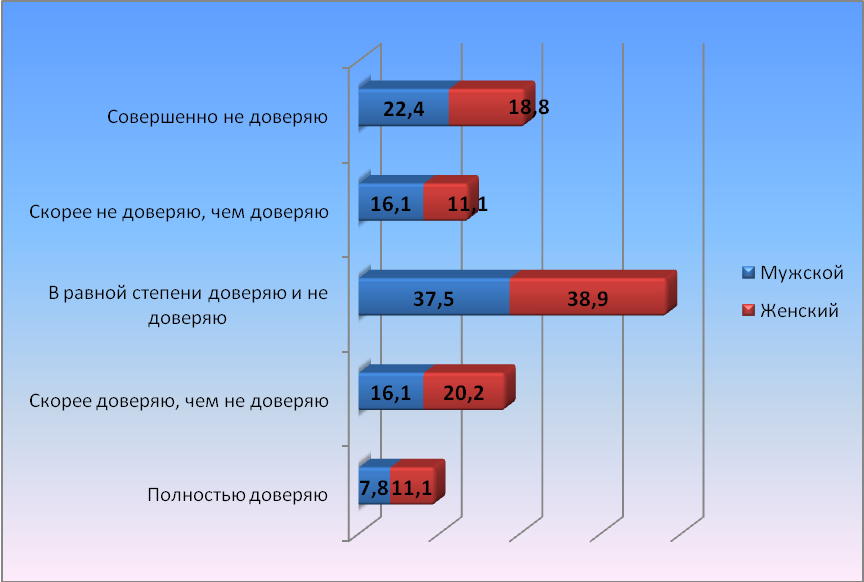 Совершенно не доверяю
22,4
18,8
Скорее не доверяю, чем доверяю
16,1
11,1
В равной степени доверяю и не
доверяю
37,5
38,9
Скорее доверяю, чем не доверяю
16,1
20,2
Полностью доверяю
7,8
11,1
Мужской
Женский